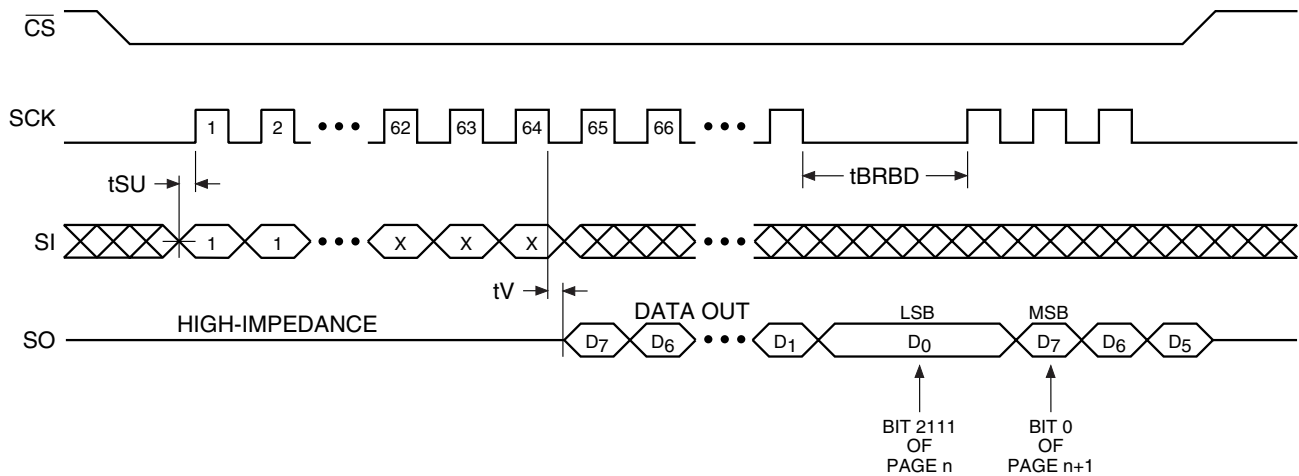 CS
SCK
1 2 ••• 62 63 64 65 66 •••
tSU
tBRBD
SI
1 1 ••• X X X •••
tV
HIGH-IMPEDANCE
DATA OUT
LSB
MSB
SO
D7 D6 ••• D1 D0 D7 D6 D5
BIT 2111
OF
PAGE n
BIT 0
OF
PAGE n+1